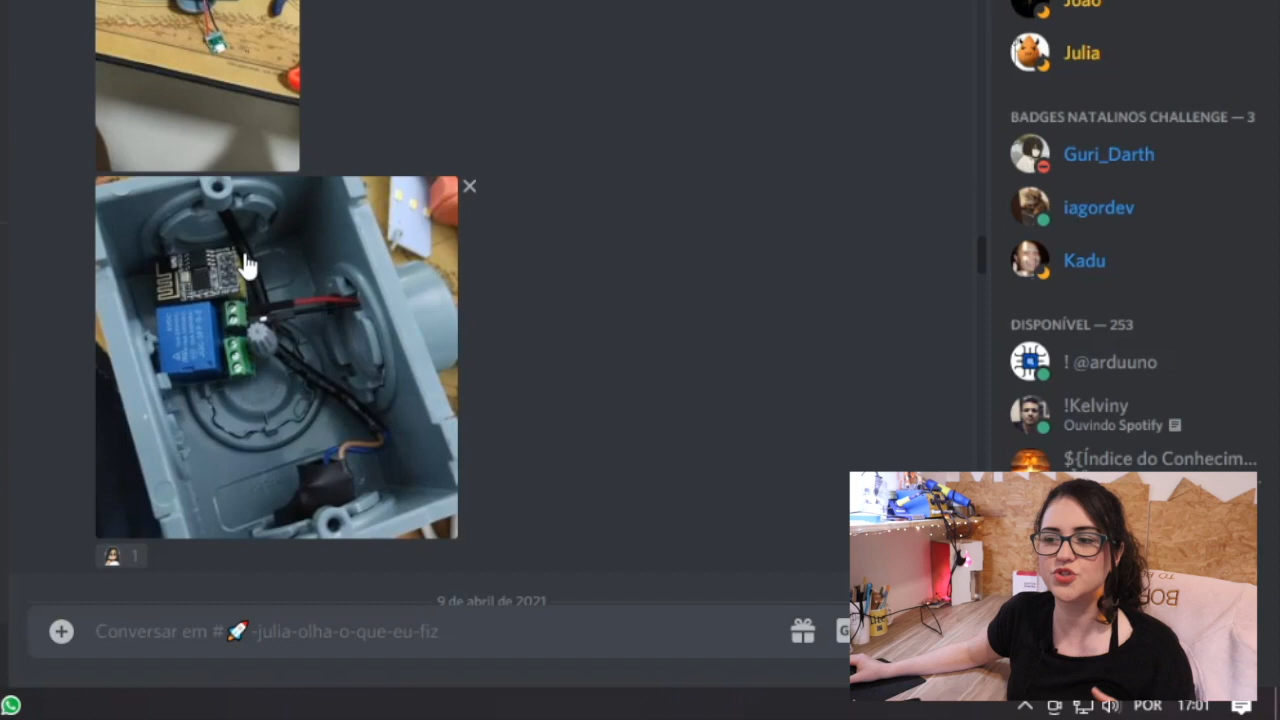 João
Julia
BADGES NATALINOS CHALLENGE — 3
Guri_Darth
iagordev
Kadu
DISPONÍVEL — 253
! @arduuno
!Kelviny
Ouvindo Spotify
${Índice do Conhecim...
1
9 de abril de 2021
Conversar em #🚀-julia-olha-o-que-eu-fiz
POR
17:01